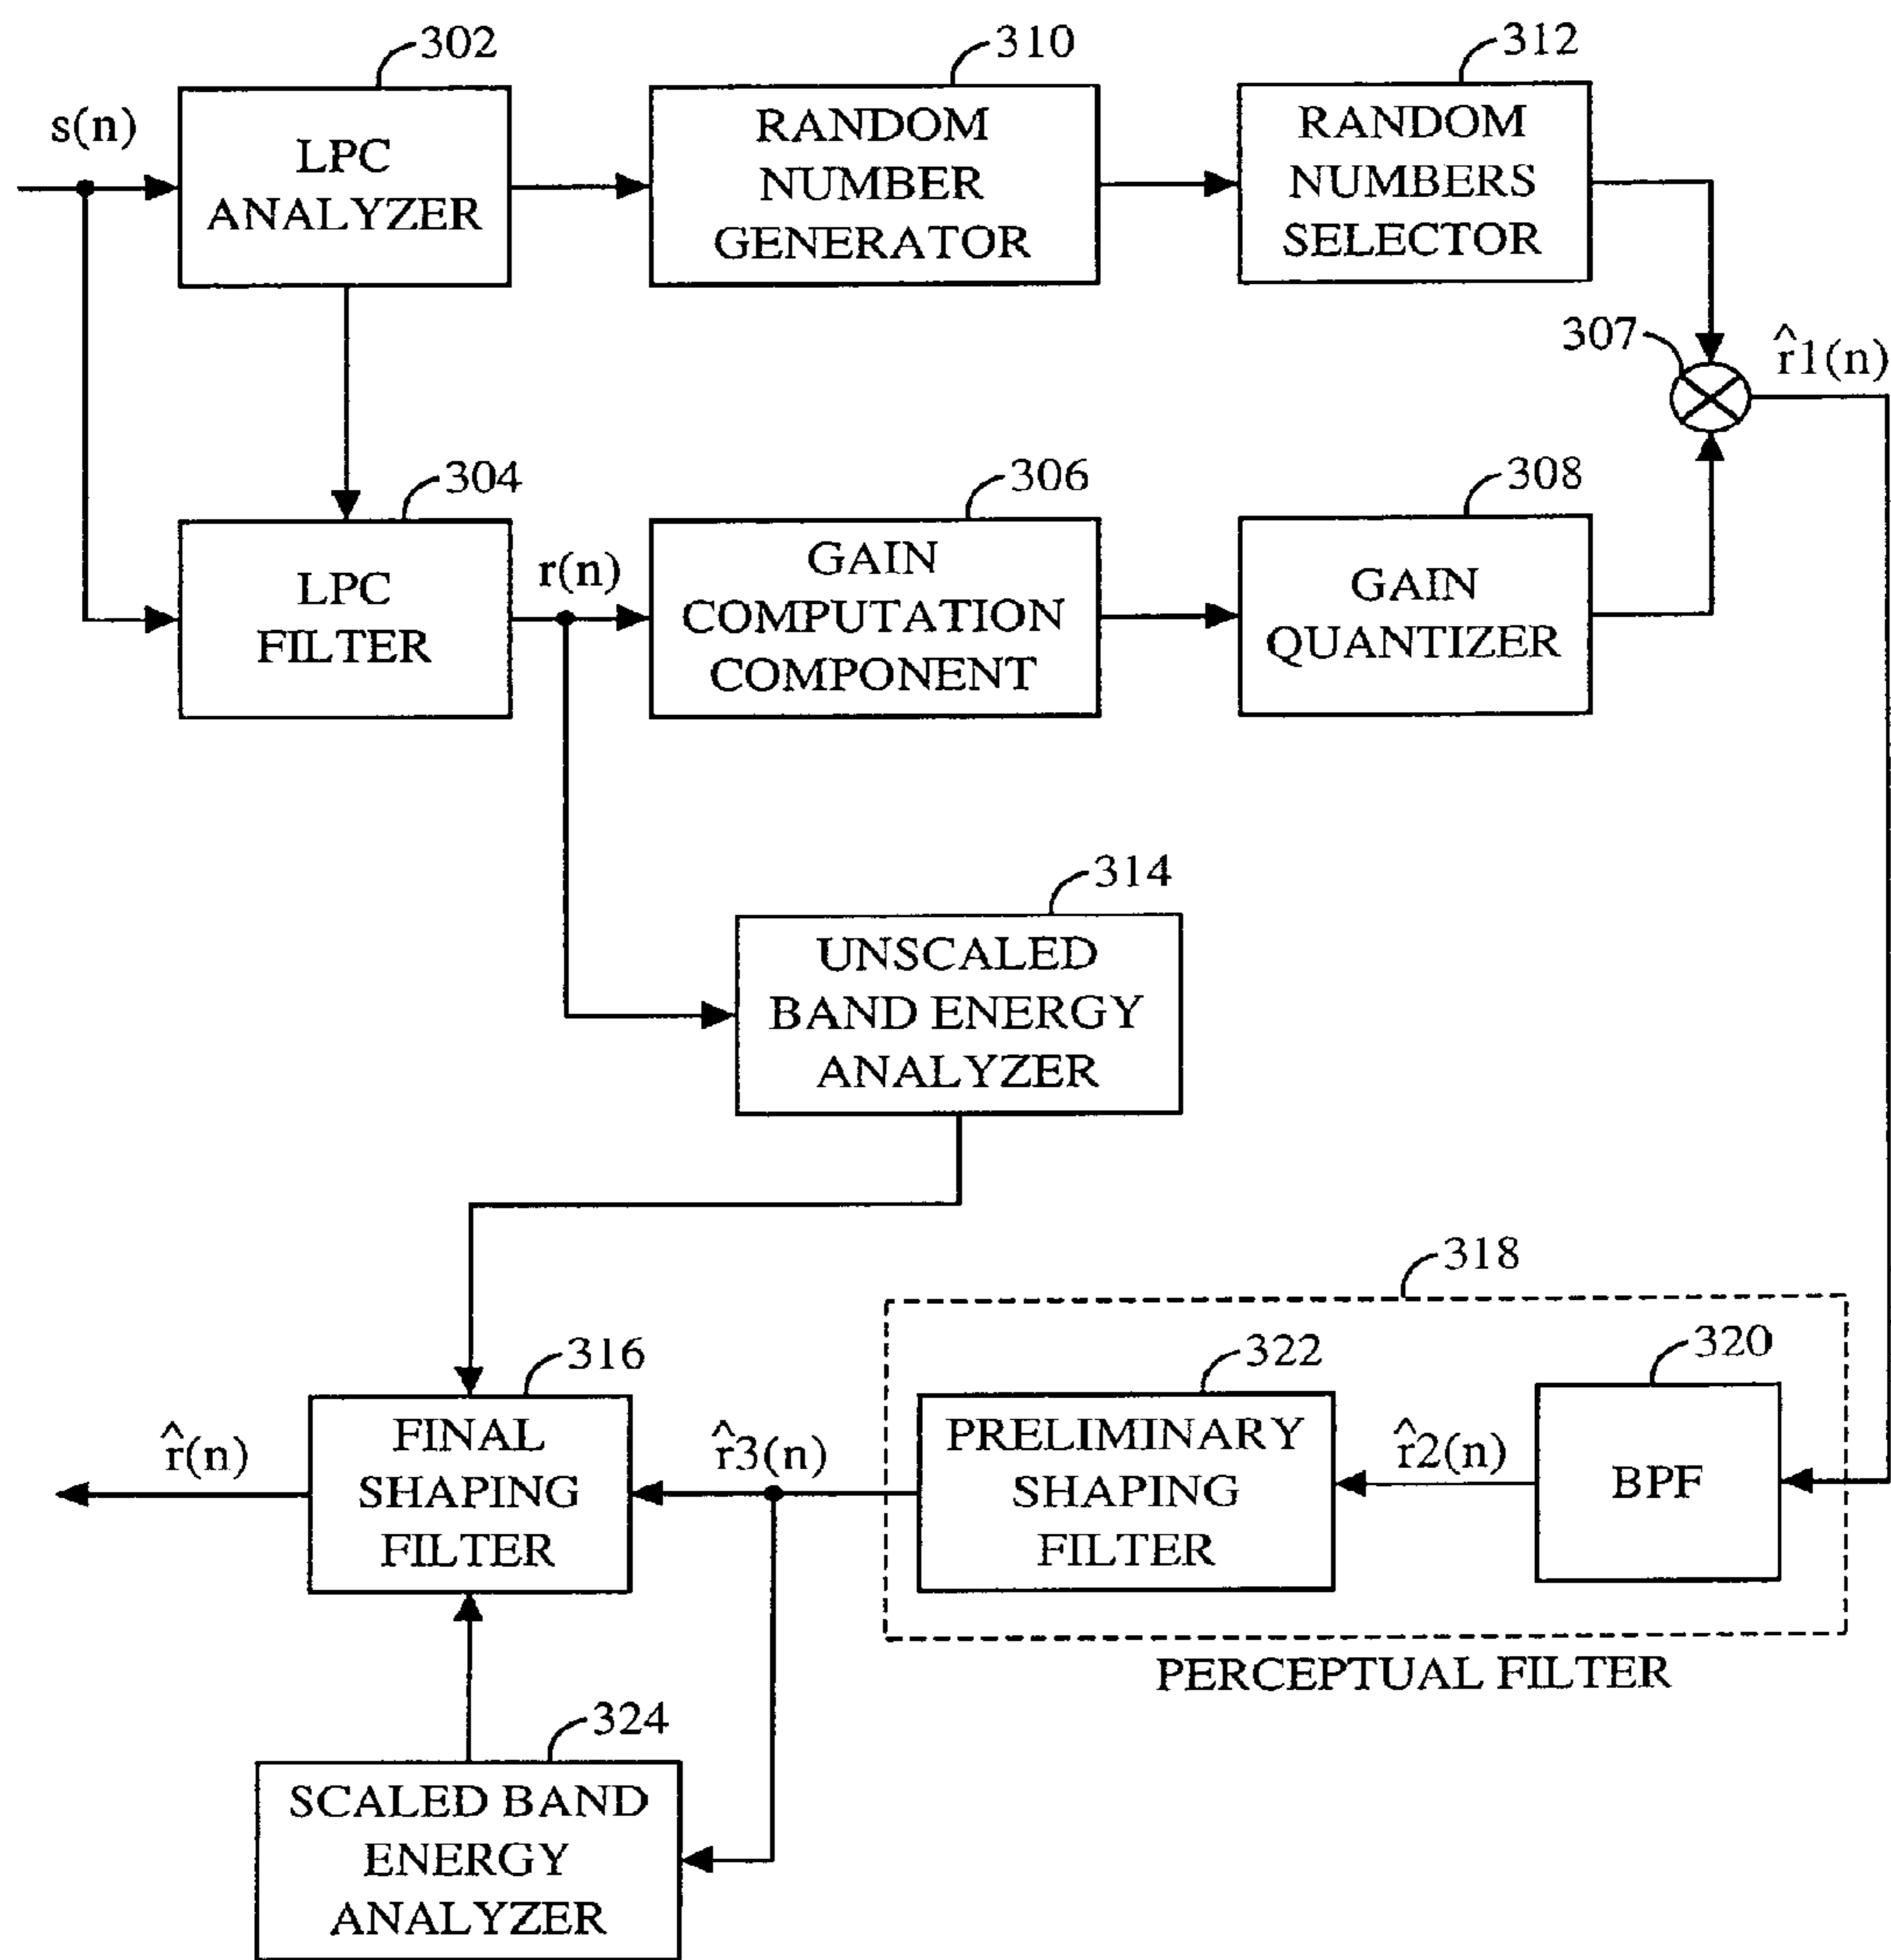 302
310
312
s(n)
LPC
ANALYZER
RANDOM
NUMBER
GENERATOR
RANDOM
NUMBERS
SELECTOR
307
r̂1(n)
304
306
308
LPC
FILTER
r(n)
GAIN
COMPUTATION
COMPONENT
GAIN
QUANTIZER
314
UNSCALED
BAND ENERGY
ANALYZER
318
316
322
320
r̂(n)
FINAL
SHAPING
FILTER
r̂3(n)
PRELIMINARY
SHAPING
FILTER
r̂2(n)
BPF
PERCEPTUAL FILTER
324
SCALED BAND
ENERGY
ANALYZER